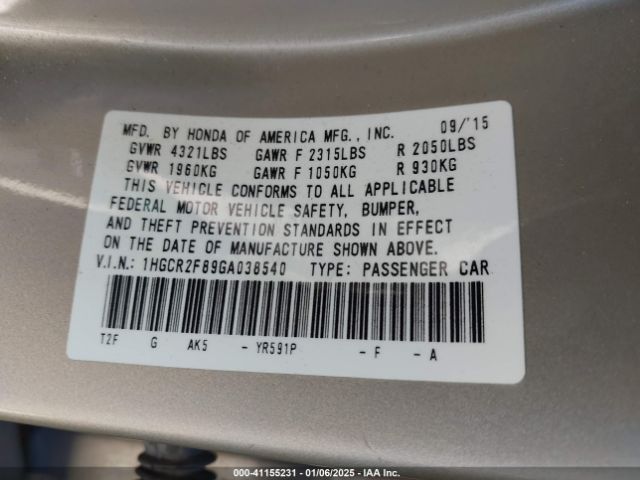 MFD. BY HONDA OF AMERICA MFG., INC. 09/'15
GVWR 4321LBS GAWR F 2315LBS R 2050LBS
GVWR 1960KG GAWR F 1050KG R 930KG
THIS VEHICLE CONFORMS TO ALL APPLICABLE
FEDERAL MOTOR VEHICLE SAFETY, BUMPER,
AND THEFT PREVENTION STANDARDS IN EFFECT
ON THE DATE OF MANUFACTURE SHOWN ABOVE.
V.I.N.: 1HGCR2F89GA038540 TYPE: PASSENGER CAR
T2F G AK5 - YR591P - F - A
000-41155231 - 01/06/2025 - IAA Inc.